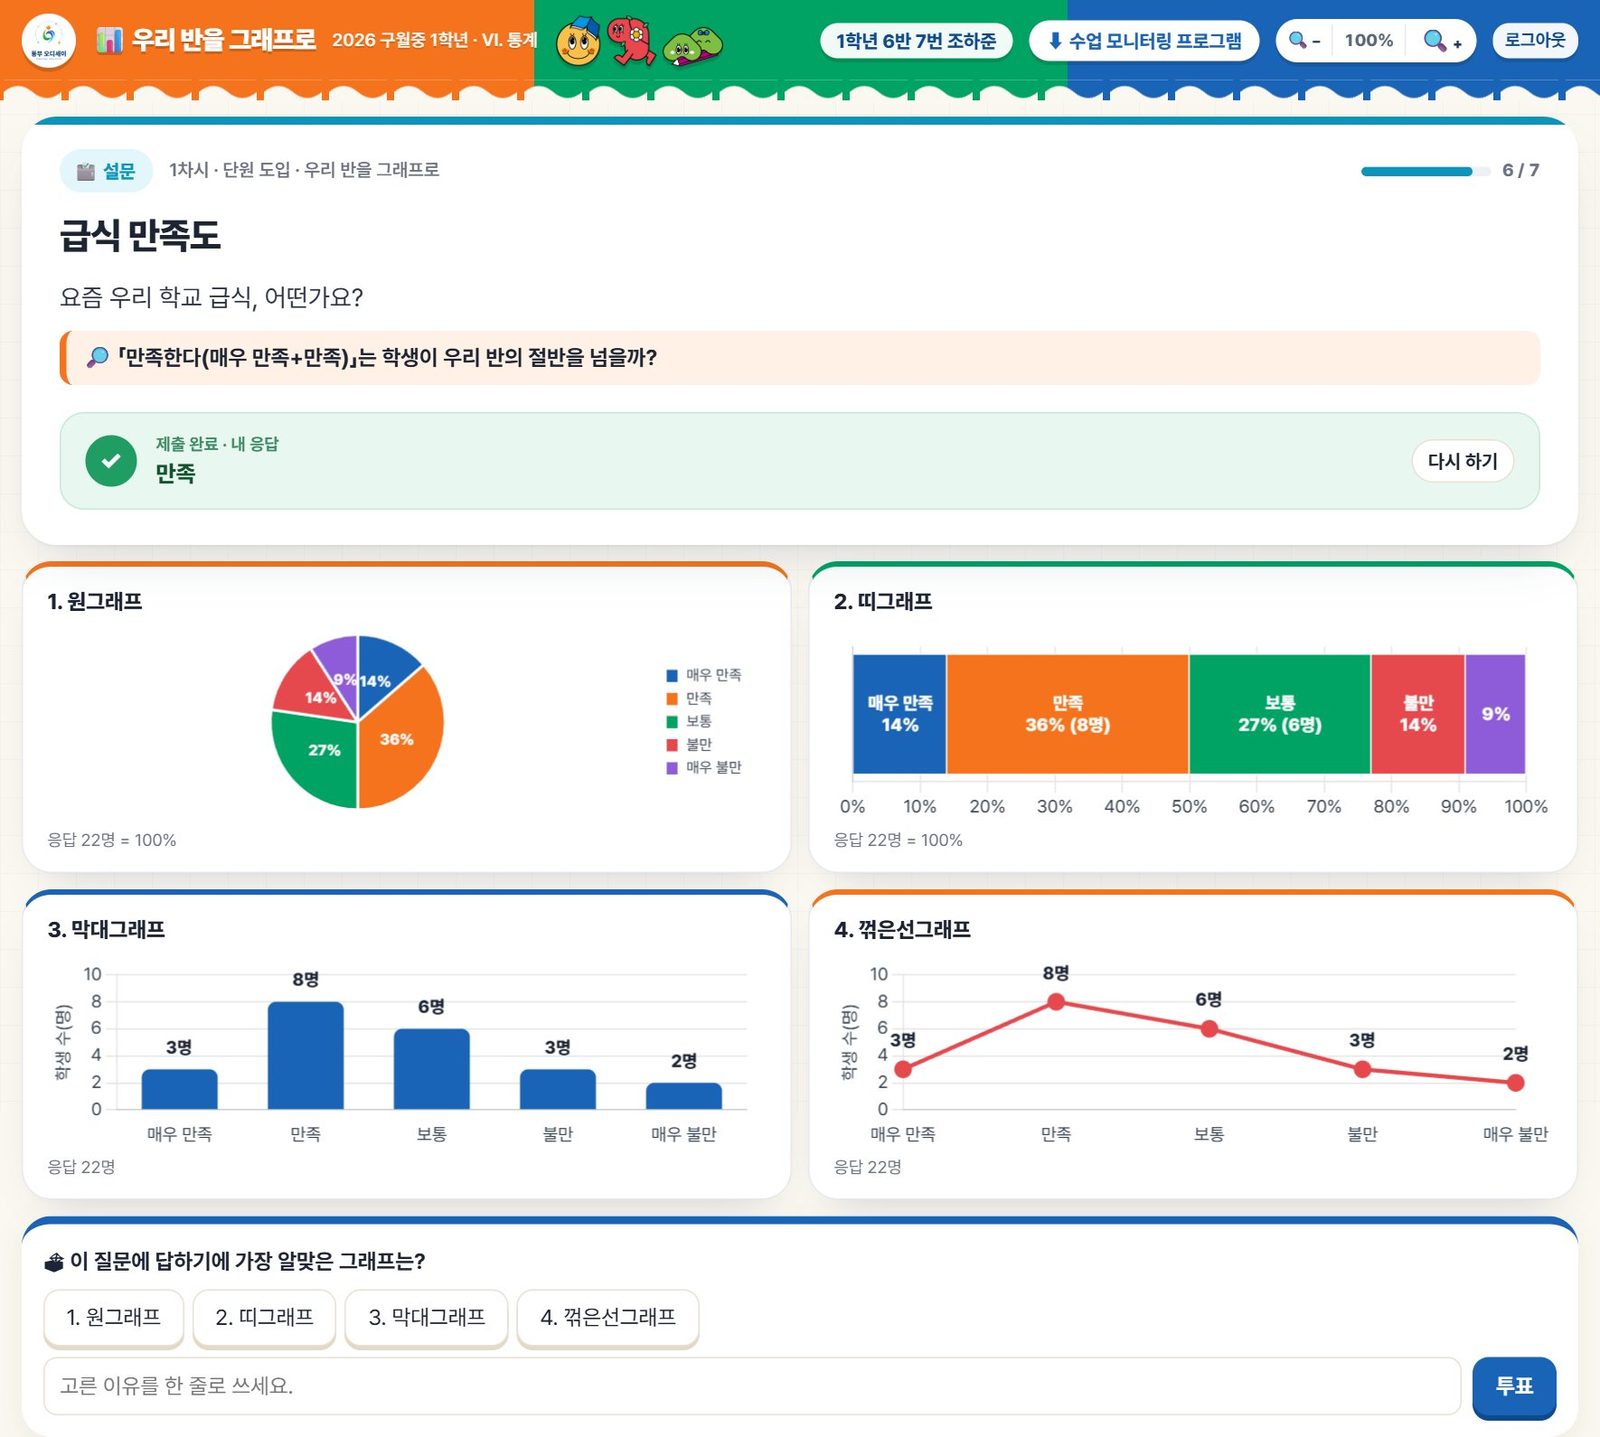 동부 오디세이
우리 반을 그래프로
2026 구월중 1학년 · VI. 통계
1학년 6반 7번 조하준
⬇ 수업 모니터링 프로그램
🔍 –
100%
🔍 +
로그아웃
설문
1차시 · 단원 도입 · 우리 반을 그래프로
6 / 7
급식 만족도
요즘 우리 학교 급식, 어떤가요?
「만족한다(매우 만족+만족)」는 학생이 우리 반의 절반을 넘을까?
제출 완료 · 내 응답
만족
다시 하기
1. 원그래프
9%
14%
14%
36%
27%
매우 만족
만족
보통
불만
매우 불만
응답 22명 = 100%
2. 띠그래프
매우 만족
14%
만족
36% (8명)
보통
27% (6명)
불만
14%
9%
0% 10% 20% 30% 40% 50% 60% 70% 80% 90% 100%
응답 22명 = 100%
3. 막대그래프
학생 수(명)
10
8
6
4
2
0
3명
8명
6명
3명
2명
매우 만족 만족 보통 불만 매우 불만
응답 22명
4. 꺾은선그래프
학생 수(명)
10
8
6
4
2
0
3명
8명
6명
3명
2명
매우 만족 만족 보통 불만 매우 불만
응답 22명
이 질문에 답하기에 가장 알맞은 그래프는?
1. 원그래프
2. 띠그래프
3. 막대그래프
4. 꺾은선그래프
고른 이유를 한 줄로 쓰세요.
투표